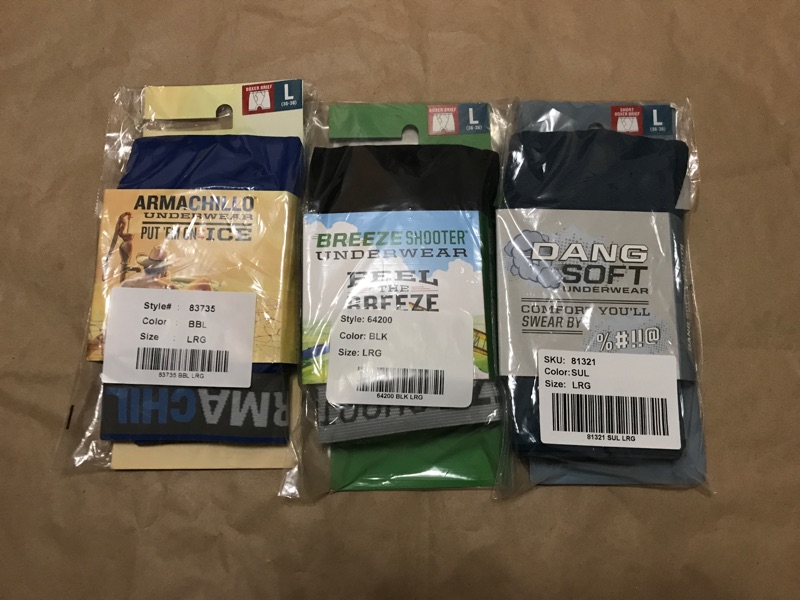 BOXER BRIEF
L
(36-38)
ARMACHILLO
UNDERWEAR
PUT 'EM ON ICE
Style# : 83735
Color : BBL
Size : LRG
83735 BBL LRG
ARMACHIL
BOXER BRIEF
L
(36-38)
BREEZE SHOOTER
UNDERWEAR
FEEL
THE
BREEZE
Style: 64200
Color: BLK
Size: LRG
64200 BLK LRG
SHORT
BOXER BRIEF
L
(36-38)
DANG
SOFT
UNDERWEAR
COMFORT YOU'LL
SWEAR BY
%#!!@
SKU: 81321
Color:SUL
Size: LRG
81321 SUL LRG